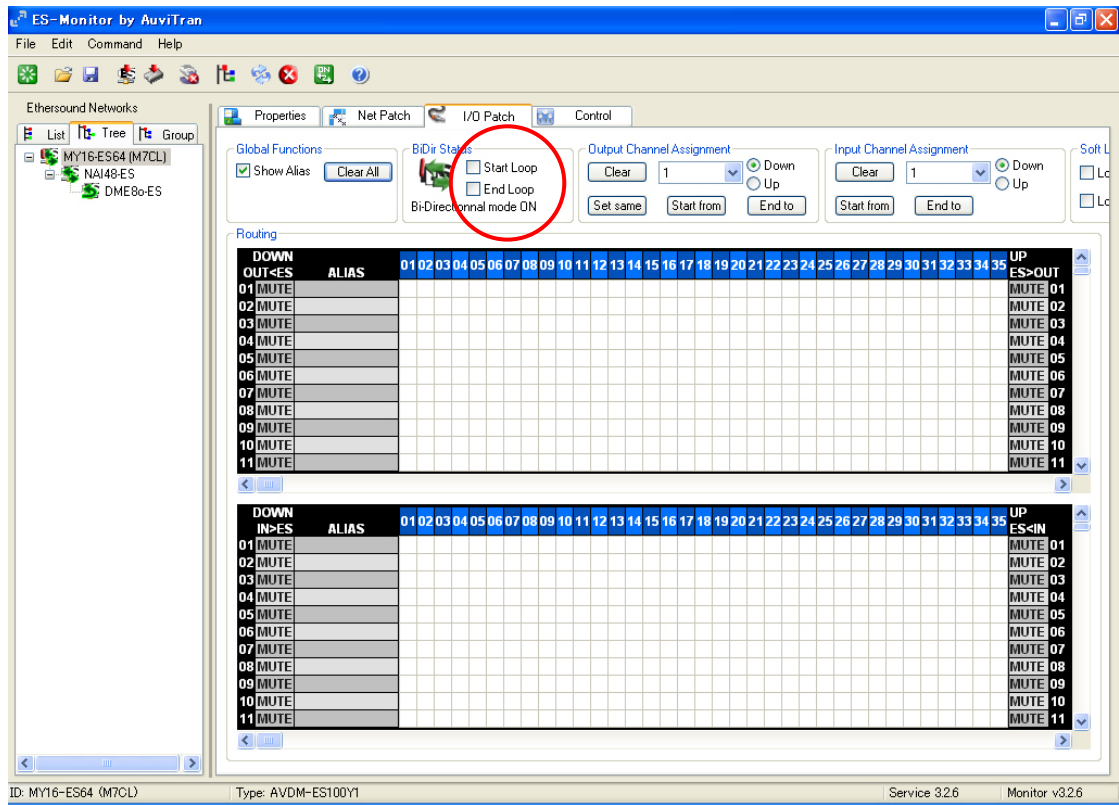 ES-Monitor by AuviTran
File Edit Command Help
Ethersound Networks
List Tree Group
MY16-ES64 (M7CL)
NAI48-ES
DME8o-ES
Properties Net Patch I/O Patch Control
Global Functions
Show Alias Clear All
BiDir Status
Start Loop
End Loop
Bi-Directionnal mode ON
Output Channel Assignment
Clear 1 Down
Up
Set same Start from End to
Input Channel Assignment
Clear 1 Down
Up
Start from End to
Soft L
Lo
Lo
Routing
DOWN UP
OUT<ES ALIAS 01 02 03 04 05 06 07 08 09 10 11 12 13 14 15 16 17 18 19 20 21 22 23 24 25 26 27 28 29 30 31 32 33 34 35 ES>OUT
01 MUTE MUTE 01
02 MUTE MUTE 02
03 MUTE MUTE 03
04 MUTE MUTE 04
05 MUTE MUTE 05
06 MUTE MUTE 06
07 MUTE MUTE 07
08 MUTE MUTE 08
09 MUTE MUTE 09
10 MUTE MUTE 10
11 MUTE MUTE 11
DOWN UP
IN>ES ALIAS 01 02 03 04 05 06 07 08 09 10 11 12 13 14 15 16 17 18 19 20 21 22 23 24 25 26 27 28 29 30 31 32 33 34 35 ES<IN
01 MUTE MUTE 01
02 MUTE MUTE 02
03 MUTE MUTE 03
04 MUTE MUTE 04
05 MUTE MUTE 05
06 MUTE MUTE 06
07 MUTE MUTE 07
08 MUTE MUTE 08
09 MUTE MUTE 09
10 MUTE MUTE 10
11 MUTE MUTE 11
ID: MY16-ES64 (M7CL) Type: AVDM-ES100Y1 Service 3.2.6 Monitor v3.2.6